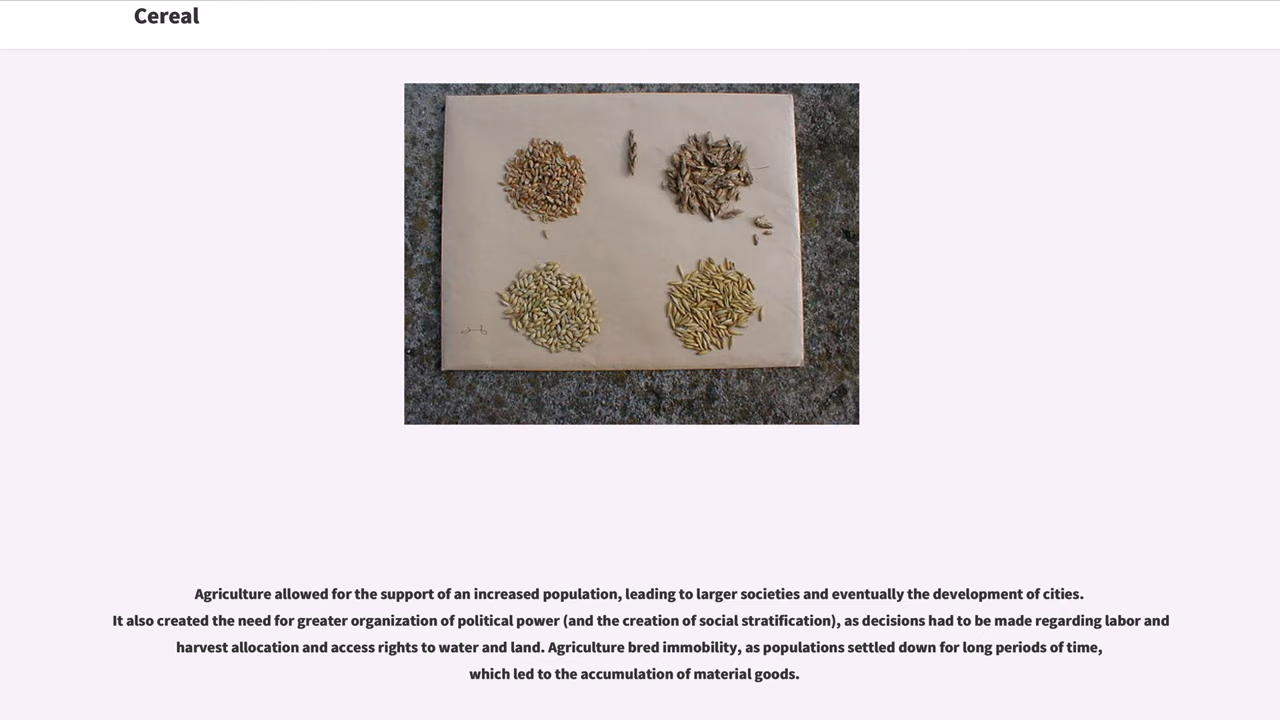 Cereal
Agriculture allowed for the support of an increased population, leading to larger societies and eventually the development of cities.
It also created the need for greater organization of political power (and the creation of social stratification), as decisions had to be made regarding labor and
harvest allocation and access rights to water and land. Agriculture bred immobility, as populations settled down for long periods of time,
which led to the accumulation of material goods.